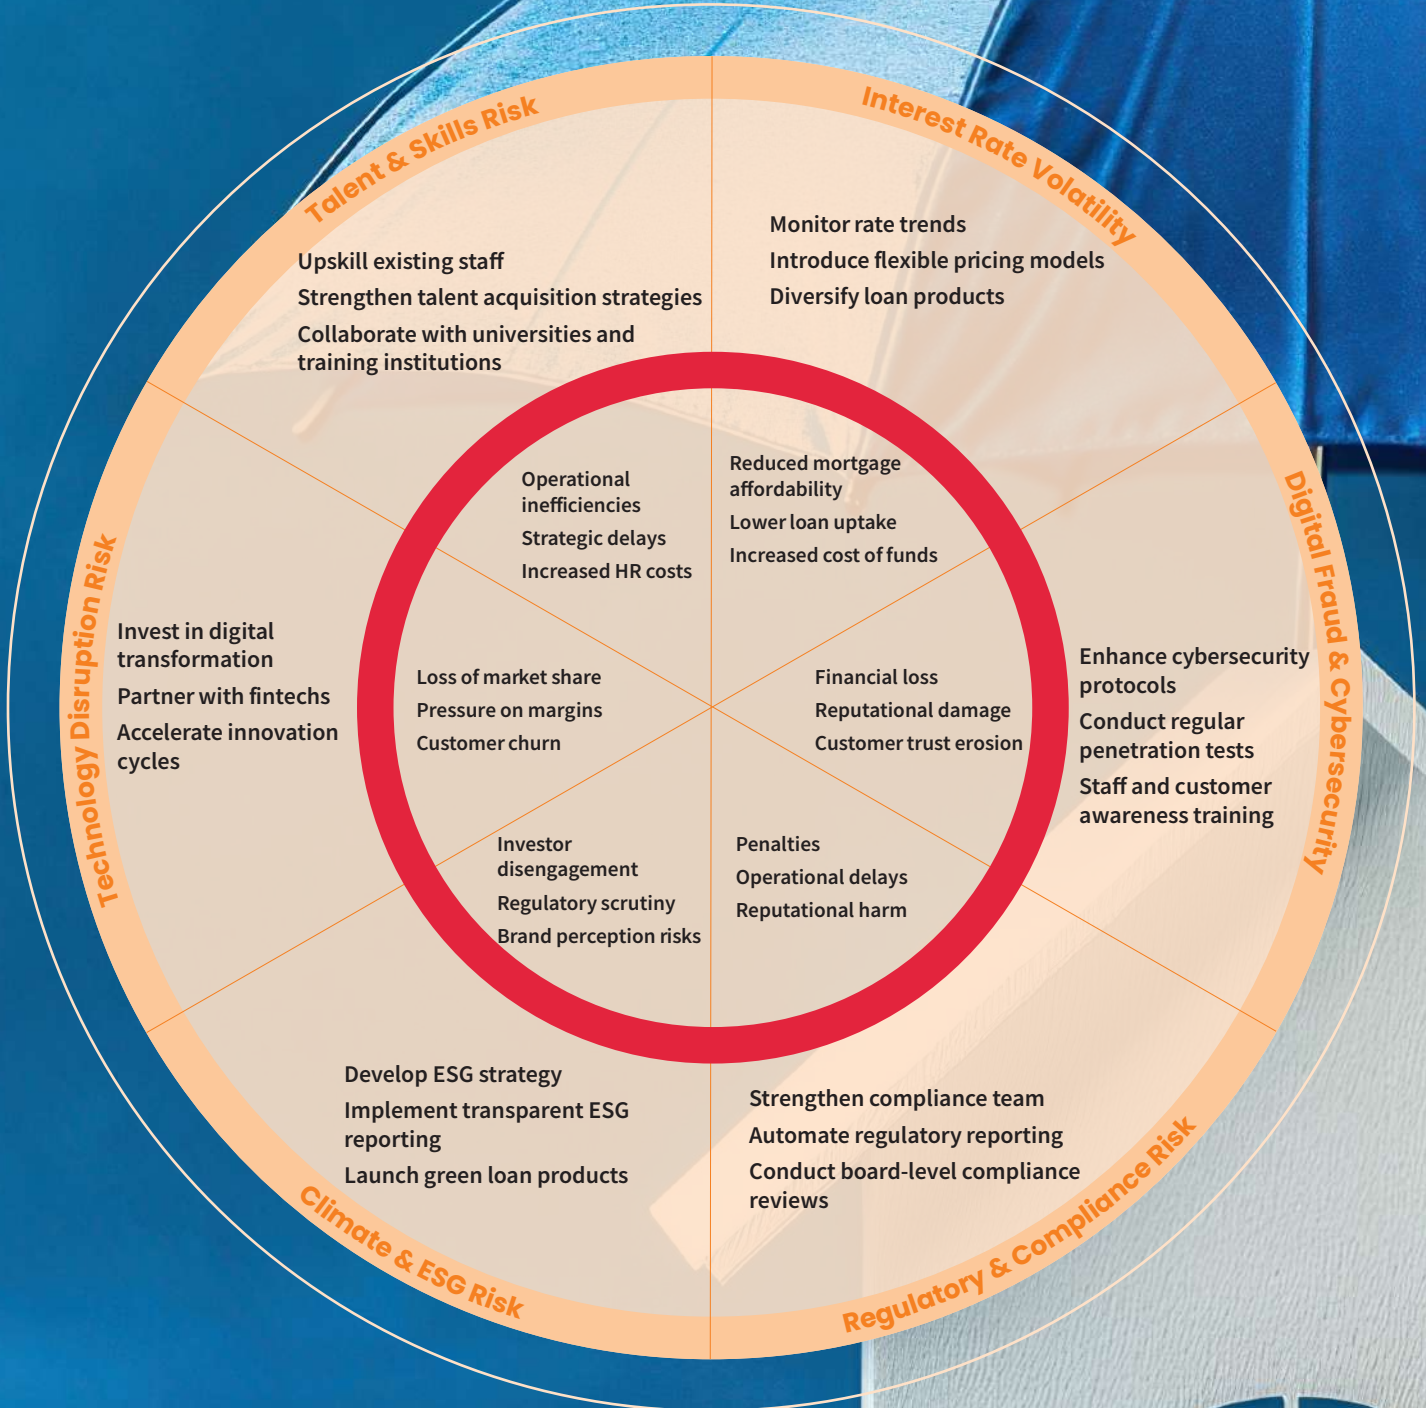 Talent & Skills Risk
Upskill existing staff
Strengthen talent acquisition strategies
Collaborate with universities and
training institutions
Operational
inefficiencies
Strategic delays
Increased HR costs
Interest Rate Volatility
Monitor rate trends
Introduce flexible pricing models
Diversify loan products
Reduced mortgage
affordability
Lower loan uptake
Increased cost of funds
Technology Disruption Risk
Invest in digital
transformation
Partner with fintechs
Accelerate innovation
cycles
Loss of market share
Pressure on margins
Customer churn
Financial loss
Reputational damage
Customer trust erosion
Enhance cybersecurity
protocols
Conduct regular
penetration tests
Staff and customer
awareness training
Digital Fraud & Cybersecurity
Investor
disengagement
Regulatory scrutiny
Brand perception risks
Develop ESG strategy
Implement transparent ESG
reporting
Launch green loan products
Climate & ESG Risk
Penalties
Operational delays
Reputational harm
Strengthen compliance team
Automate regulatory reporting
Conduct board-level compliance
reviews
Regulatory & Compliance Risk